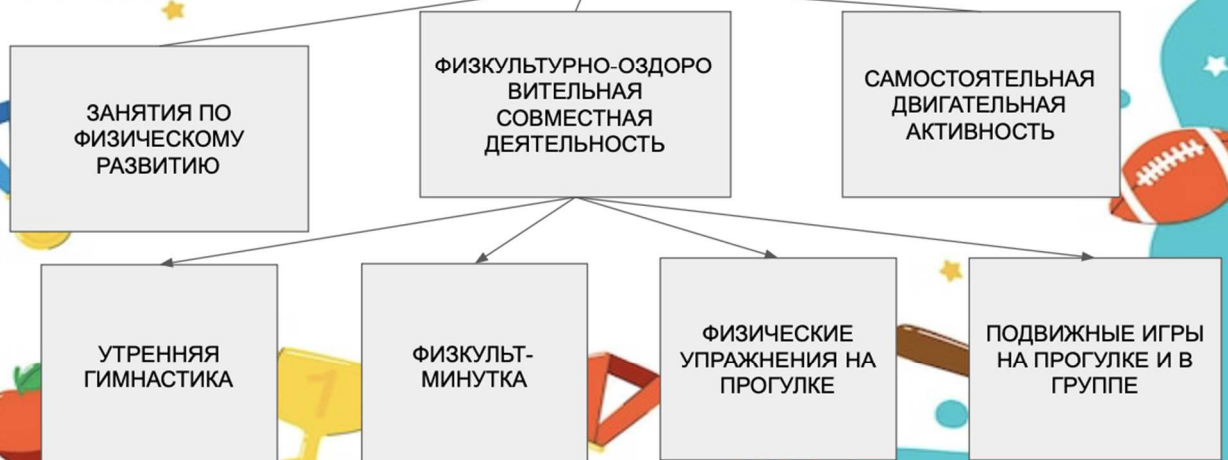 ЗАНЯТИЯ ПО
ФИЗИЧЕСКОМУ
РАЗВИТИЮ
ФИЗКУЛЬТУРНО-ОЗДОРО
ВИТЕЛЬНАЯ
СОВМЕСТНАЯ
ДЕЯТЕЛЬНОСТЬ
САМОСТОЯТЕЛЬНАЯ
ДВИГАТЕЛЬНАЯ
АКТИВНОСТЬ
УТРЕННЯЯ
ГИМНАСТИКА
ФИЗКУЛЬТ-
МИНУТКА
ФИЗИЧЕСКИЕ
УПРАЖНЕНИЯ НА
ПРОГУЛКЕ
ПОДВИЖНЫЕ ИГРЫ
НА ПРОГУЛКЕ И В
ГРУППЕ
1